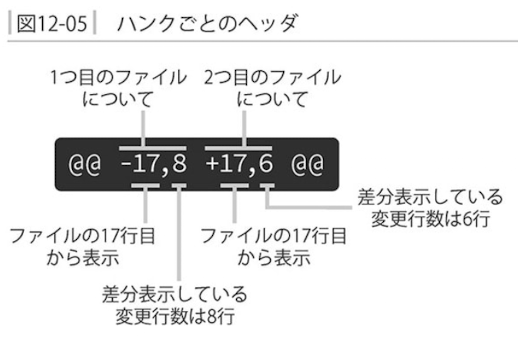 図12-05 ハンクごとのヘッダ
1つ目のファイル
について
2つ目のファイル
について
@@ -17,8 +17,6 @@
ファイルの17行目
から表示
ファイルの17行目
から表示
差分表示している
変更行数は6行
差分表示している
変更行数は8行